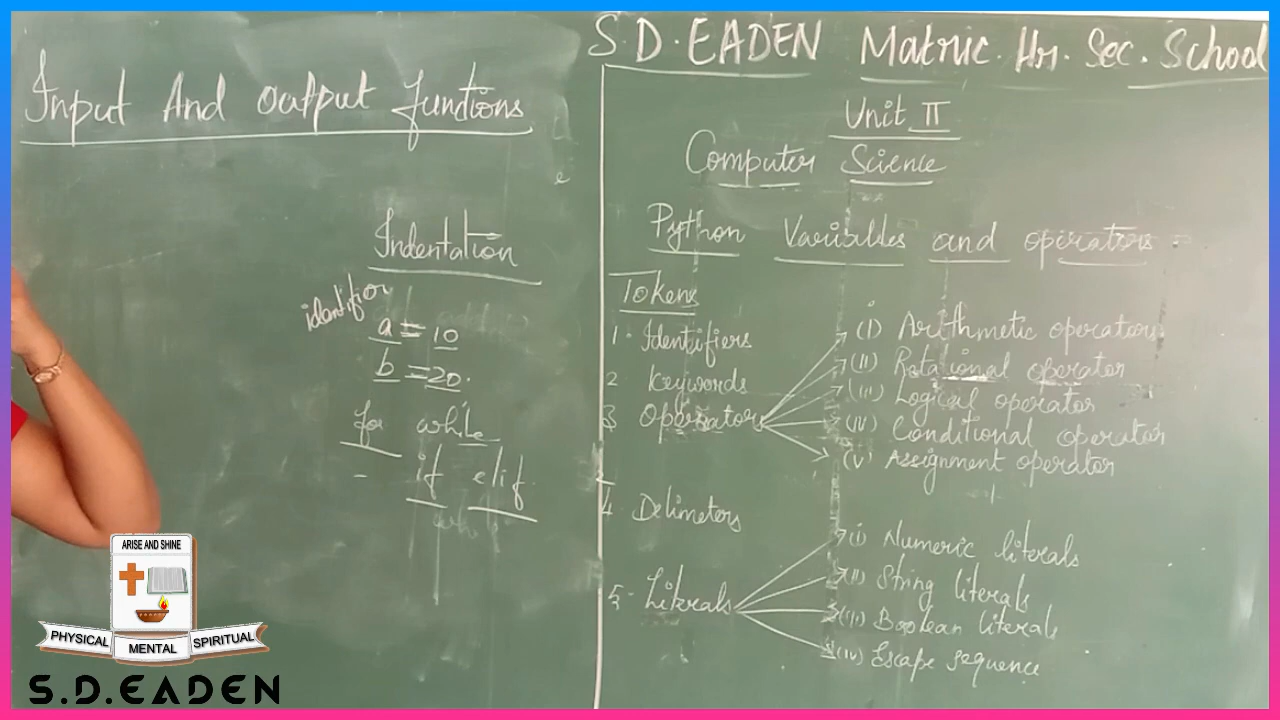 Input And Output functions
Indentation
identifier
a = 10
b = 20.
for while
- if elif
S.D.EADEN Matric. Hr. Sec. School
Unit II
Computer Science
Python Variables and operators
Tokens
1. Identifiers
2 Keywords
3 Operators
(i) Arithmetic operators
(ii) Rotational operator
(iii) Logical operator
(iv) Conditional operator
(v) Assignment operator
4 Delimeters
5. Literals
(i) Numeric literals
(ii) String literals
(iii) Boolean literals
(iv) Escape sequence
ARISE AND SHINE
PHYSICAL MENTAL SPIRITUAL
S.D.EADEN